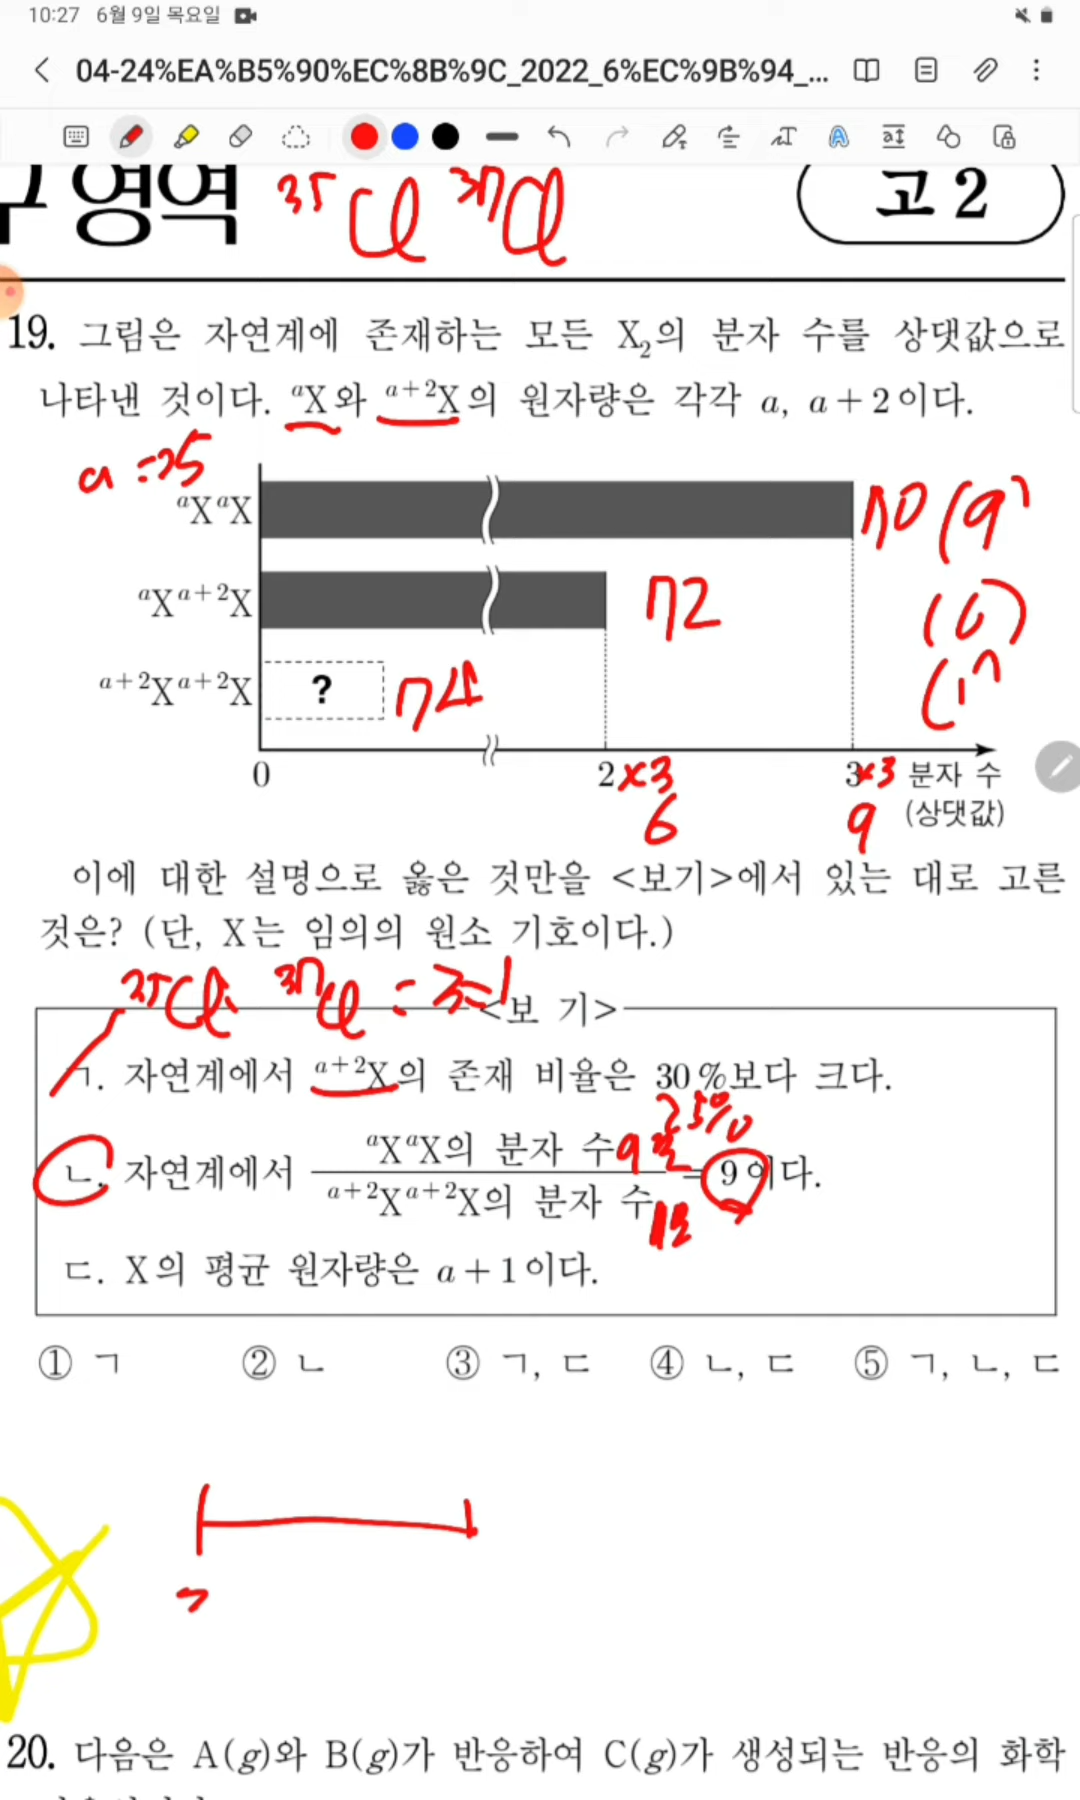 10:27 6월 9일 목요일
04-24%EA%B5%90%EC%8B%9C_2022_6%EC%9B%94_...
영역 ³⁵Cl ³⁷Cl 고2
19. 그림은 자연계에 존재하는 모든 X₂의 분자 수를 상댓값으로
나타낸 것이다. ᵃX와 ᵃ⁺²X의 원자량은 각각 a, a+2이다.
a=35
ᵃXᵃX 70 (9)
ᵃXᵃ⁺²X 72 (6)
ᵃ⁺²Xᵃ⁺²X ? 74 (1)
0 2×3 3×3 분자 수
6 9 (상댓값)
이에 대한 설명으로 옳은 것만을 <보기>에서 있는 대로 고른
것은? (단, X는 임의의 원소 기호이다.)
³⁵Cl : ³⁷Cl = 3:1
<보 기>
ㄱ. 자연계에서 ᵃ⁺²X의 존재 비율은 30%보다 크다.
25%
ᵃXᵃX의 분자 수 9몰
ㄴ. 자연계에서 = 9이다.
ᵃ⁺²Xᵃ⁺²X의 분자 수 1몰
ㄷ. X의 평균 원자량은 a+1이다.
① ㄱ ② ㄴ ③ ㄱ, ㄷ ④ ㄴ, ㄷ ⑤ ㄱ, ㄴ, ㄷ
20. 다음은 A(g)와 B(g)가 반응하여 C(g)가 생성되는 반응의 화학